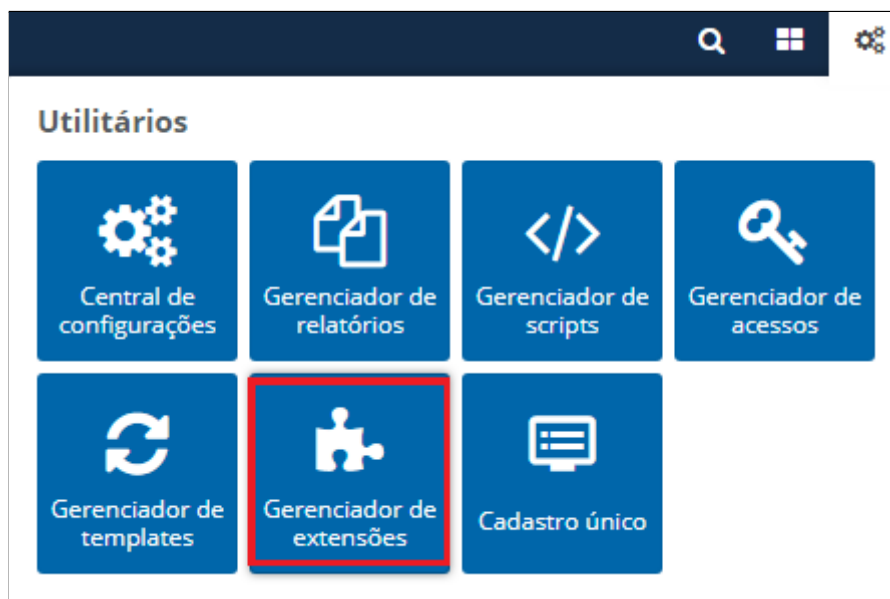 Utilitários
Central de
configurações
Gerenciador de
relatórios
Gerenciador de
scripts
Gerenciador de
acessos
Gerenciador de
templates
Gerenciador de
extensões
Cadastro único